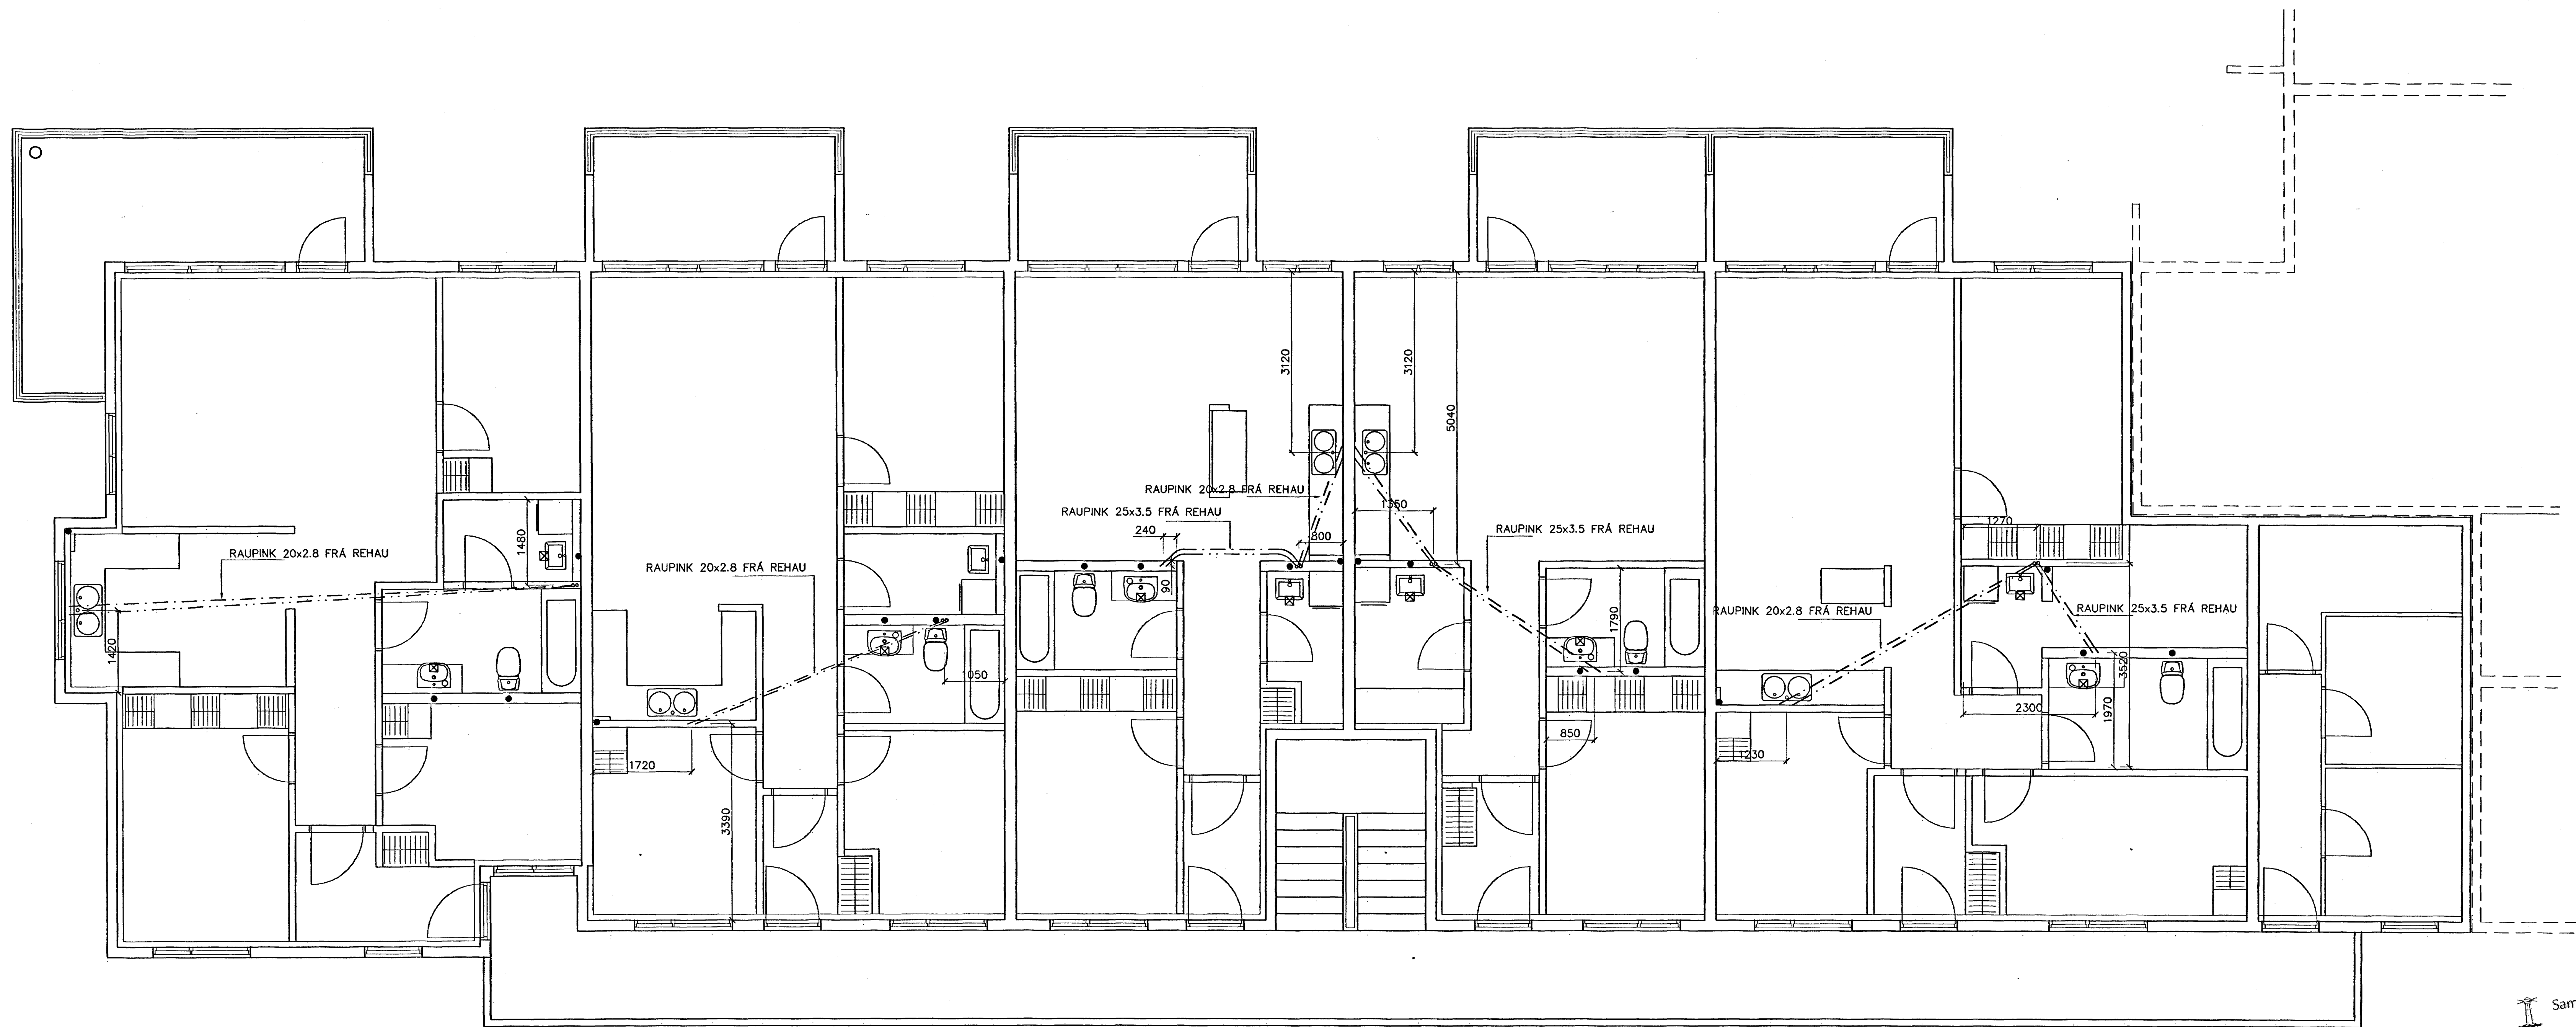 3120
3120
5040
RAUPINK 20x2.8 FRÁ REHAU
1350
RAUPINK 25x3.5 FRÁ REHAU
1270
RAUPINK 25x3.5 FRÁ REHAU
240
800
1480
RAUPINK 20x2.8 FRÁ REHAU
RAUPINK 20x2.8 FRÁ REHAU
90
RAUPINK 20x2.8 FRÁ REHAU
RAUPINK 25x3.5 FRÁ REHAU
1790
1420
1050
3520
2300
1970
850
1720
1230
3390
Sam